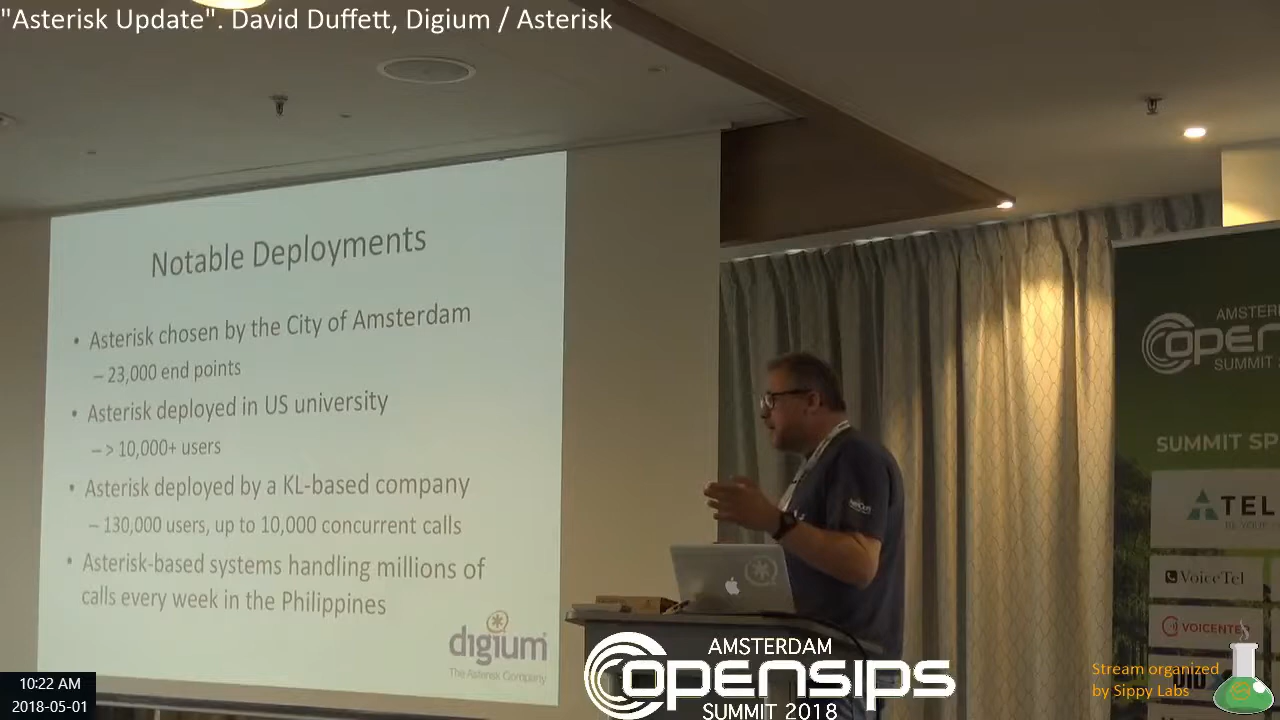 "Asterisk Update". David Duffett, Digium / Asterisk
Notable Deployments
• Asterisk chosen by the City of Amsterdam
– 23,000 end points
• Asterisk deployed in US university
– > 10,000+ users
• Asterisk deployed by a KL-based company
– 130,000 users, up to 10,000 concurrent calls
• Asterisk-based systems handling millions of
calls every week in the Philippines
digium
The Asterisk Company
OPENSIPS
SUMMIT SP
TEL
BE YOUR
VoiceTel
VOICENTER
AMSTERDAM
OPENSIPS
SUMMIT 2018
Stream organized
by Sippy Labs
10:22 AM
2018-05-01